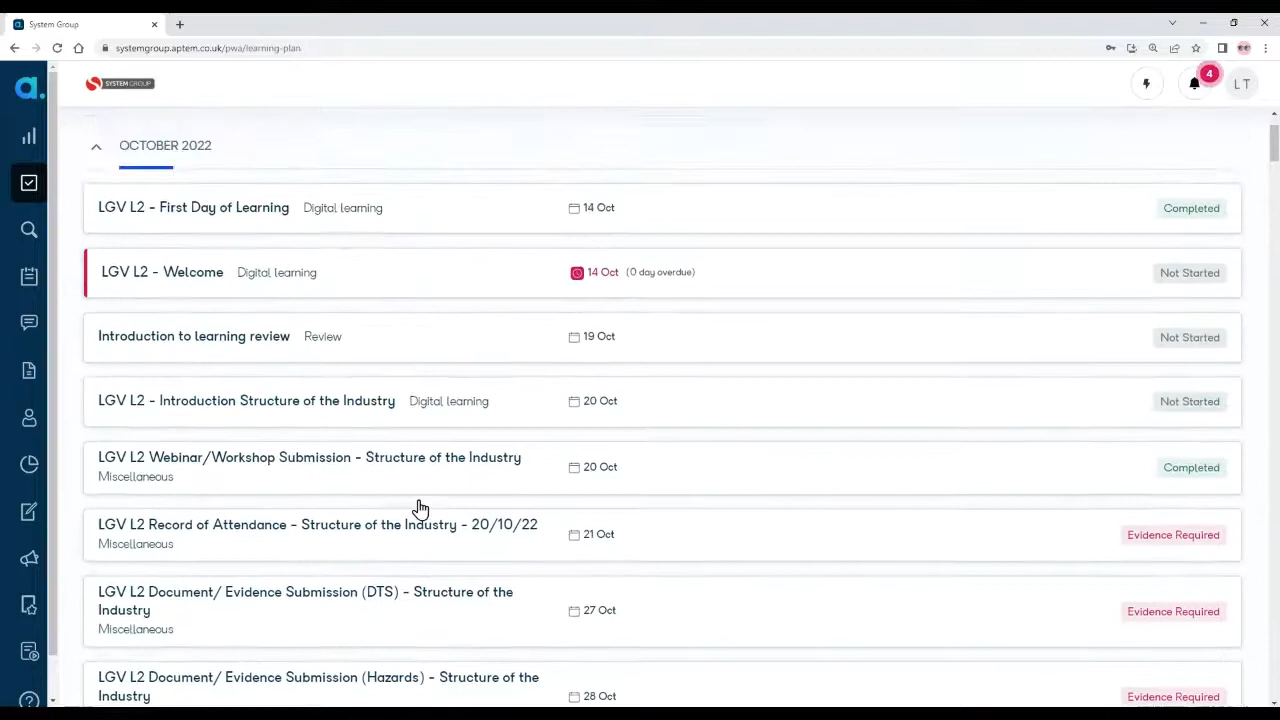 System Group
systemgroup.aptem.co.uk/pwa/learning-plan
a.
SYSTEM GROUP
4
LT
OCTOBER 2022
LGV L2 - First Day of Learning Digital learning 14 Oct Completed
LGV L2 - Welcome Digital learning 14 Oct (0 day overdue) Not Started
Introduction to learning review Review 19 Oct Not Started
LGV L2 - Introduction Structure of the Industry Digital learning 20 Oct Not Started
LGV L2 Webinar/Workshop Submission - Structure of the Industry
Miscellaneous
20 Oct Completed
LGV L2 Record of Attendance - Structure of the Industry - 20/10/22
Miscellaneous
21 Oct Evidence Required
LGV L2 Document/ Evidence Submission (DTS) - Structure of the
Industry
Miscellaneous
27 Oct Evidence Required
LGV L2 Document/ Evidence Submission (Hazards) - Structure of the
Industry
28 Oct Evidence Required